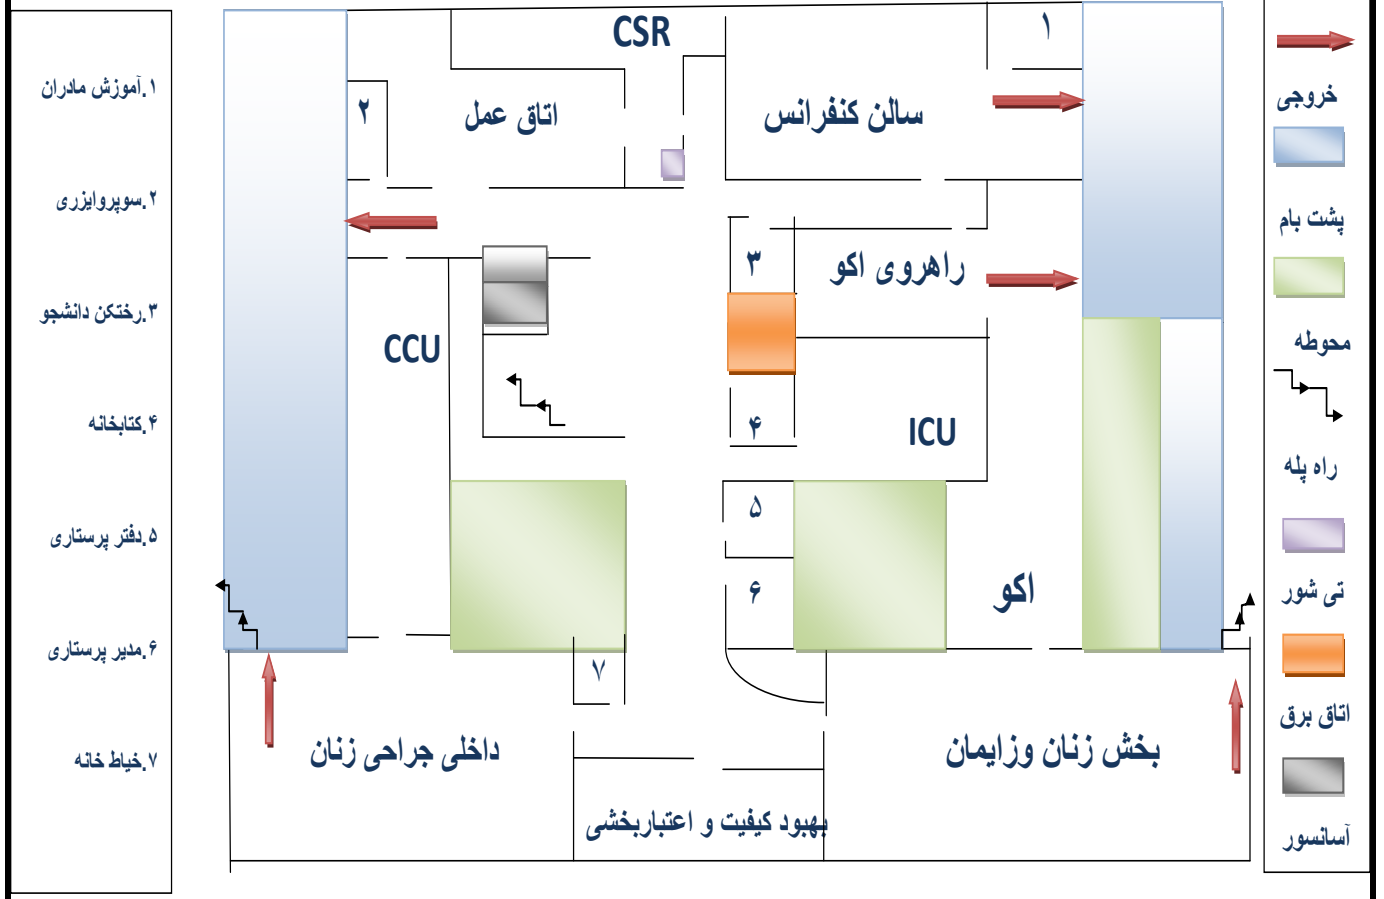 ۱.آموزش مادران
۲.سوپروایزری
۳.رختکن دانشجو
۴.کتابخانه
۵.دفتر پرستاری
۶.مدیر پرستاری
۷.خیاط خانه
CSR
۱
۲
اتاق عمل
سالن کنفرانس
۳
راهروی اکو
CCU
۴
ICU
۵
۶
اکو
۷
داخلی جراحی زنان
بخش زنان وزایمان
بهبود کیفیت و اعتباربخشی
خروجی
پشت بام
محوطه
راه پله
تی شور
اتاق برق
آسانسور